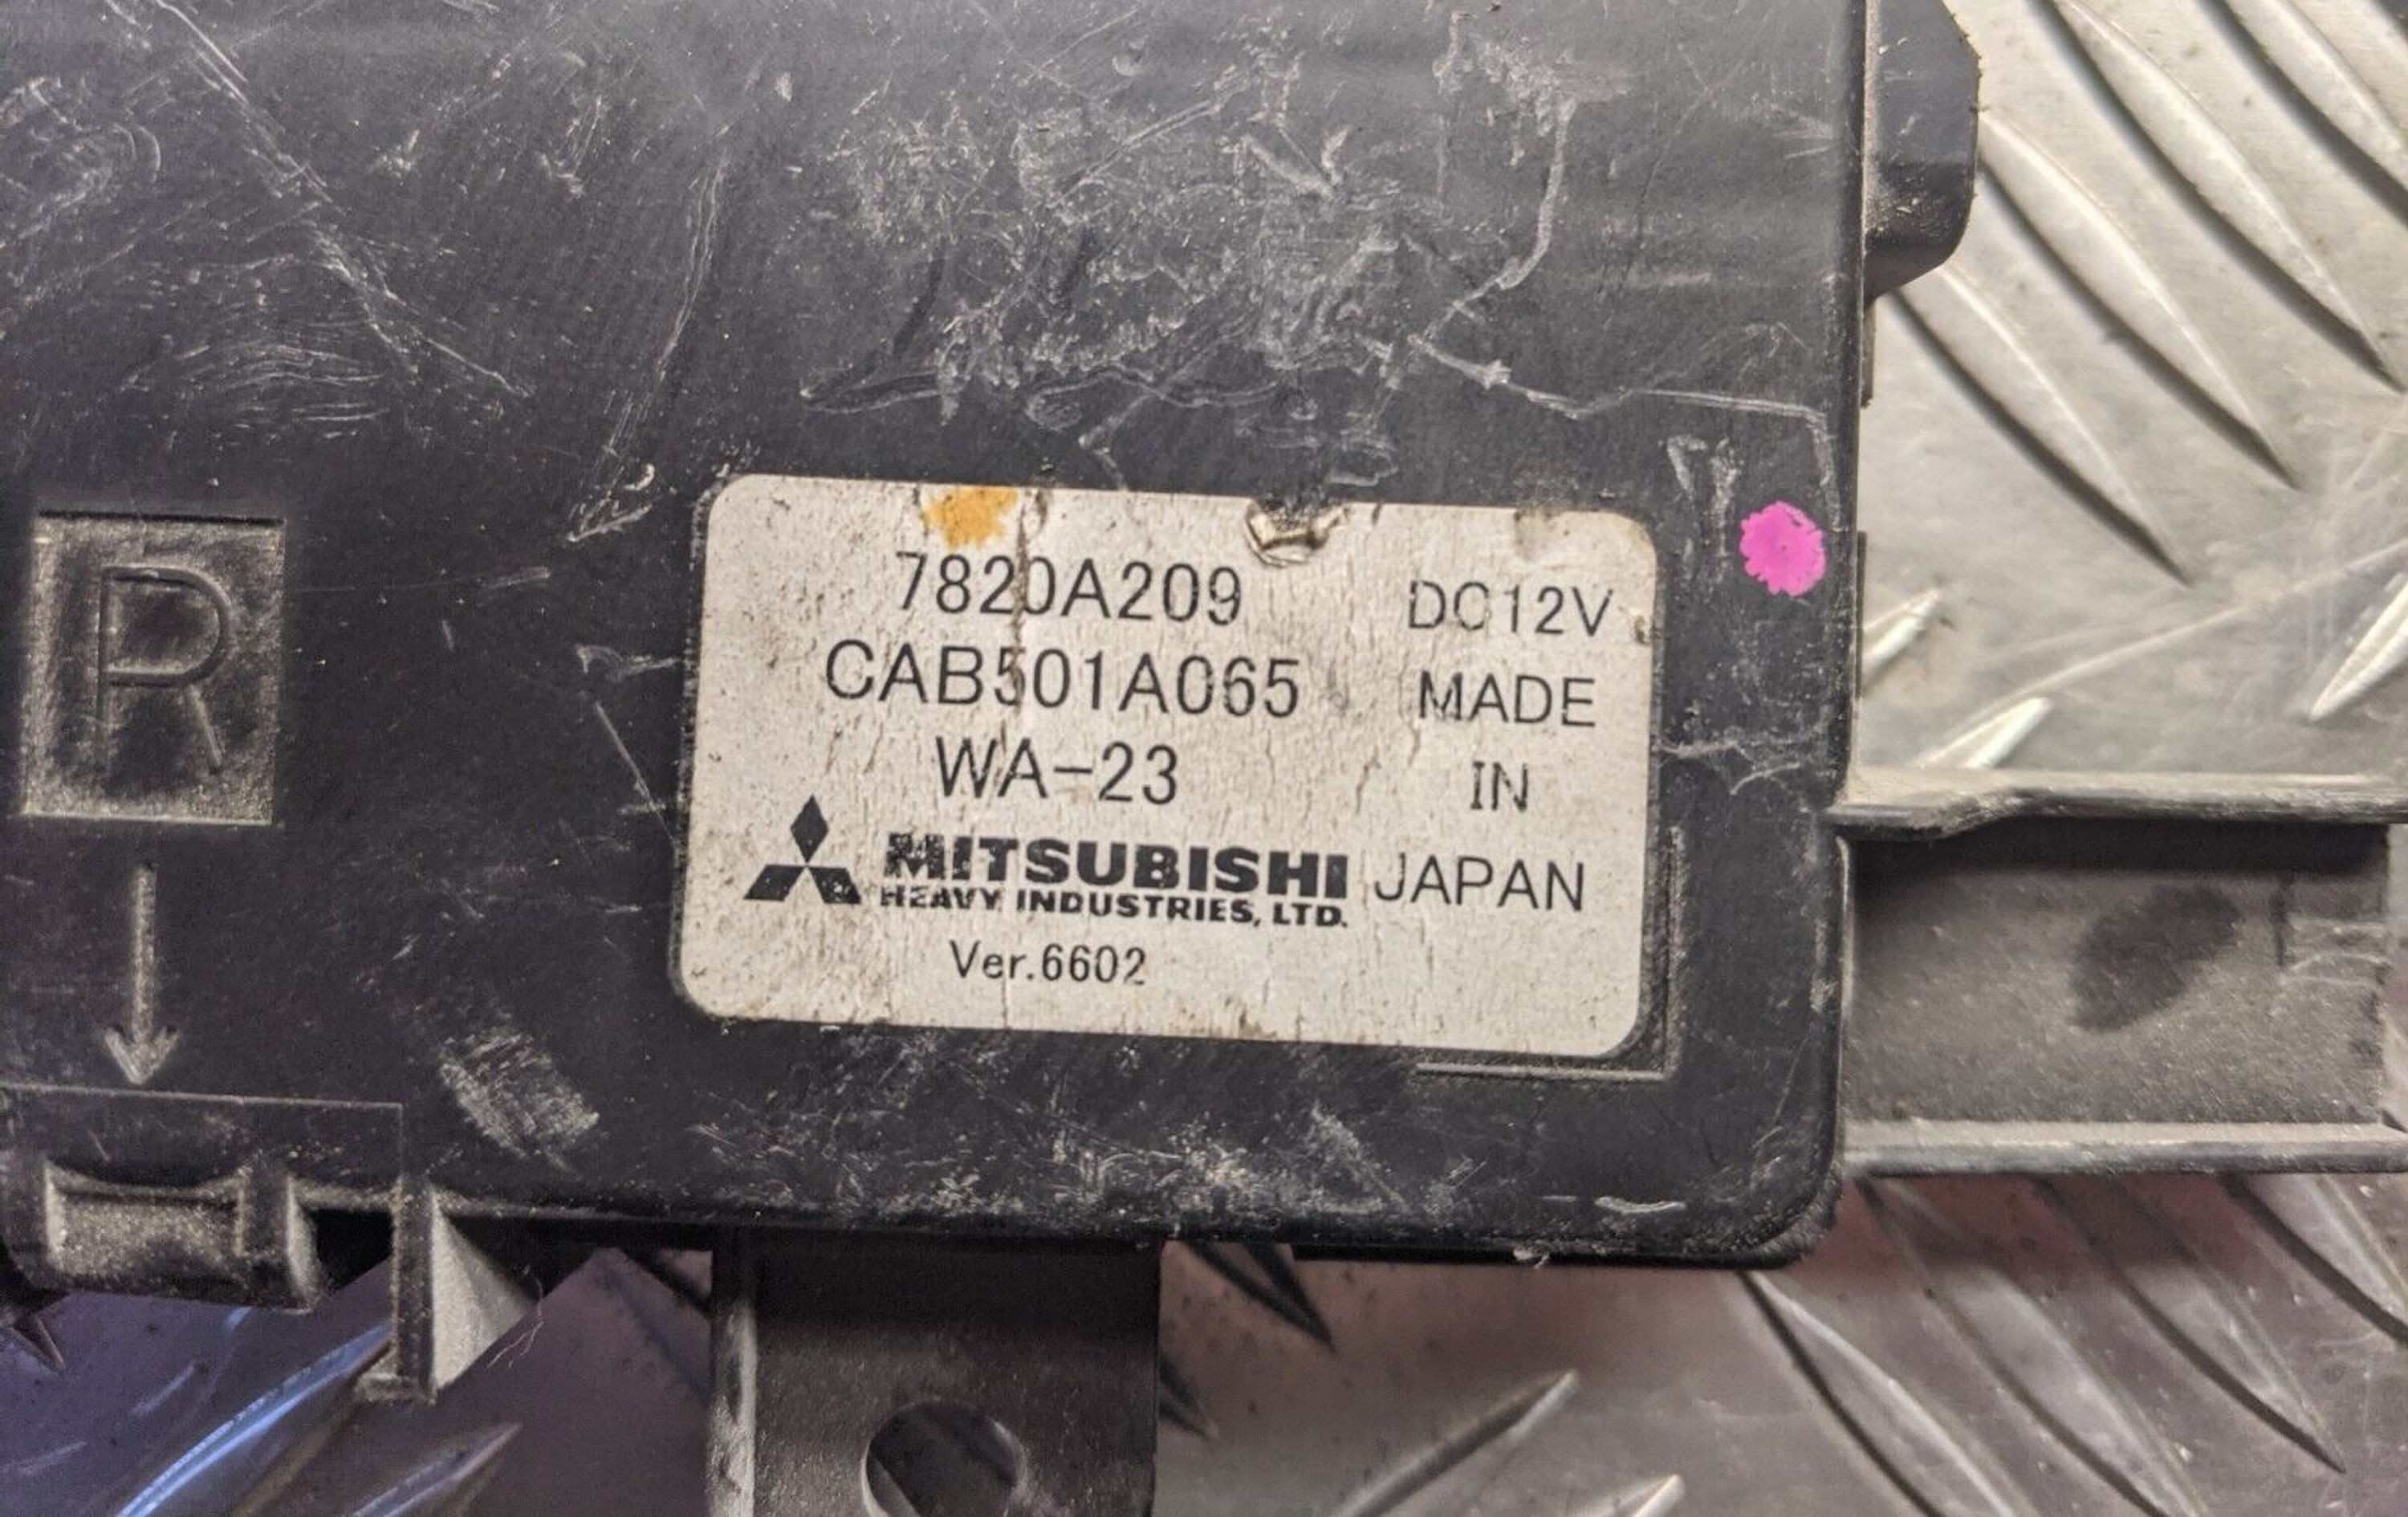 R
7820A209 DC12V
CAB501A065 MADE
WA-23 IN
MITSUBISHI JAPAN
HEAVY INDUSTRIES, LTD.
Ver.6602